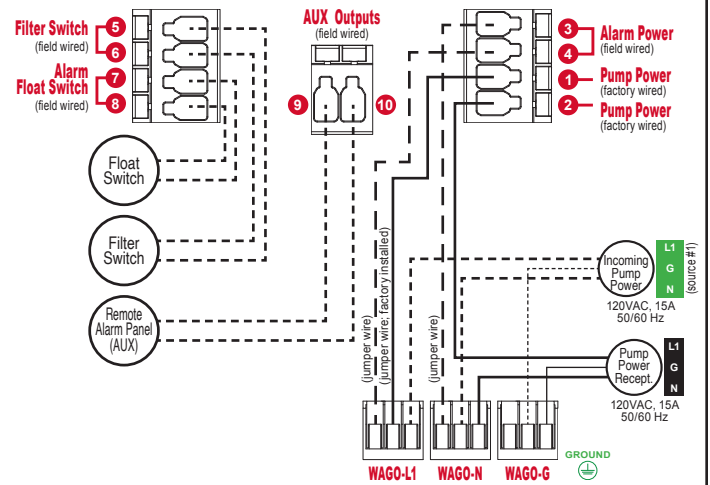 Filter Switch
(field wired)
5
6
Alarm
Float Switch
(field wired)
7
8
AUX Outputs
(field wired)
9
10
3
4
Alarm Power
(field wired)
1
Pump Power
(factory wired)
2
Pump Power
(factory wired)
Float
Switch
Filter
Switch
Remote
Alarm Panel
(AUX)
(jumper wire)
(jumper wire; factory installed)
(jumper wire)
Incoming
Pump
Power
L1
G
N
(source #1)
120VAC, 15A
50/60 Hz
Pump
Power
Recept.
L1
G
N
120VAC, 15A
50/60 Hz
WAGO-L1
WAGO-N
WAGO-G
GROUND